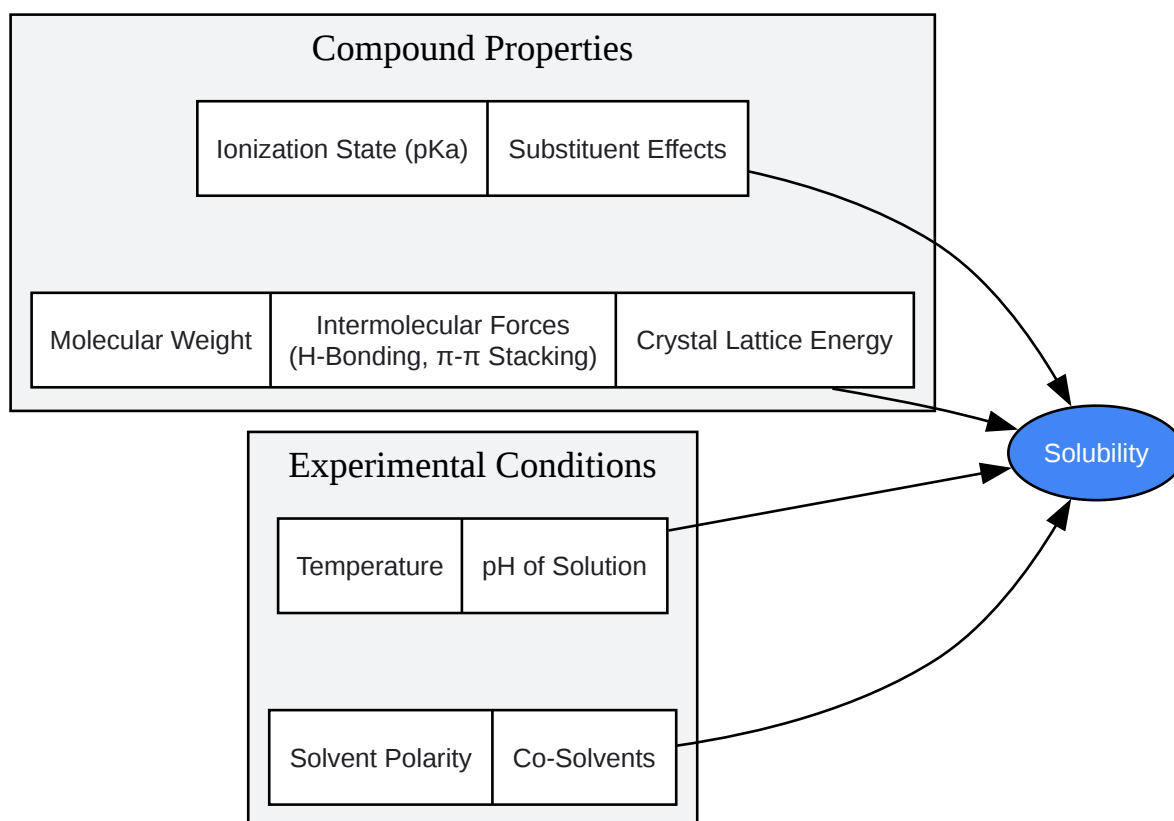 Compound Properties
Ionization State (pKa)
Substituent Effects
Molecular Weight
Intermolecular Forces
(H-Bonding, π-π Stacking)
Crystal Lattice Energy
Solubility
Experimental Conditions
Temperature
pH of Solution
Solvent Polarity
Co-Solvents